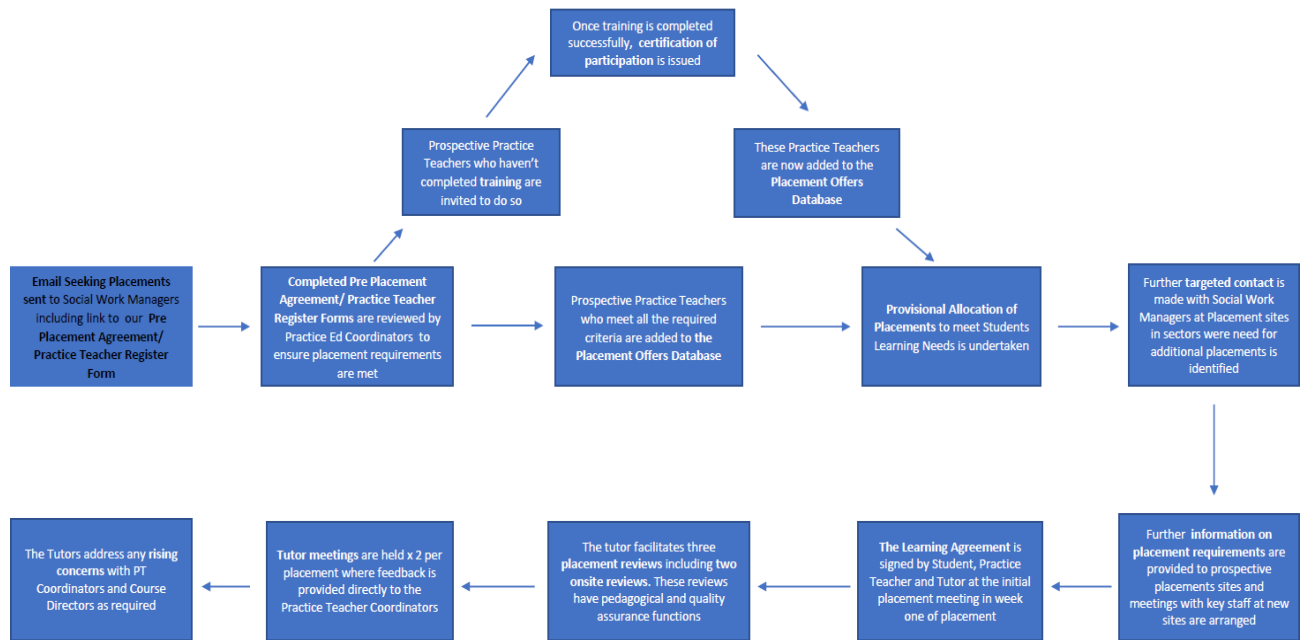 Once training is completed
successfully, certification of
participation is issued
Prospective Practice
Teachers who haven't
completed training are
invited to do so
These Practice Teachers
are now added to the
Placement Offers
Database
Email Seeking Placements
sent to Social Work Managers
including link to our Pre
Placement Agreement/
Practice Teacher Register
Form
Completed Pre Placement
Agreement/ Practice Teacher
Register Forms are reviewed by
Practice Ed Coordinators to
ensure placement requirements
are met
Prospective Practice Teachers
who meet all the required
criteria are added to the
Placement Offers Database
Provisional Allocation of
Placements to meet Students
Learning Needs is undertaken
Further targeted contact is
made with Social Work
Managers at Placement sites
in sectors were need for
additional placements is
identified
The Tutors address any rising
concerns with PT
Coordinators and Course
Directors as required
Tutor meetings are held x 2 per
placement where feedback is
provided directly to the
Practice Teacher Coordinators
The tutor facilitates three
placement reviews including two
onsite reviews. These reviews
have pedagogical and quality
assurance functions
The Learning Agreement is
signed by Student, Practice
Teacher and Tutor at the initial
placement meeting in week
one of placement
Further information on
placement requirements are
provided to prospective
placements sites and
meetings with key staff at new
sites are arranged